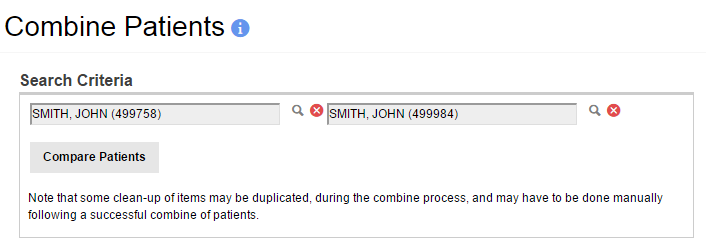 Combine Patients
Search Criteria
SMITH, JOHN (499758) SMITH, JOHN (499984)
Compare Patients
Note that some clean-up of items may be duplicated, during the combine process, and may have to be done manually
following a successful combine of patients.